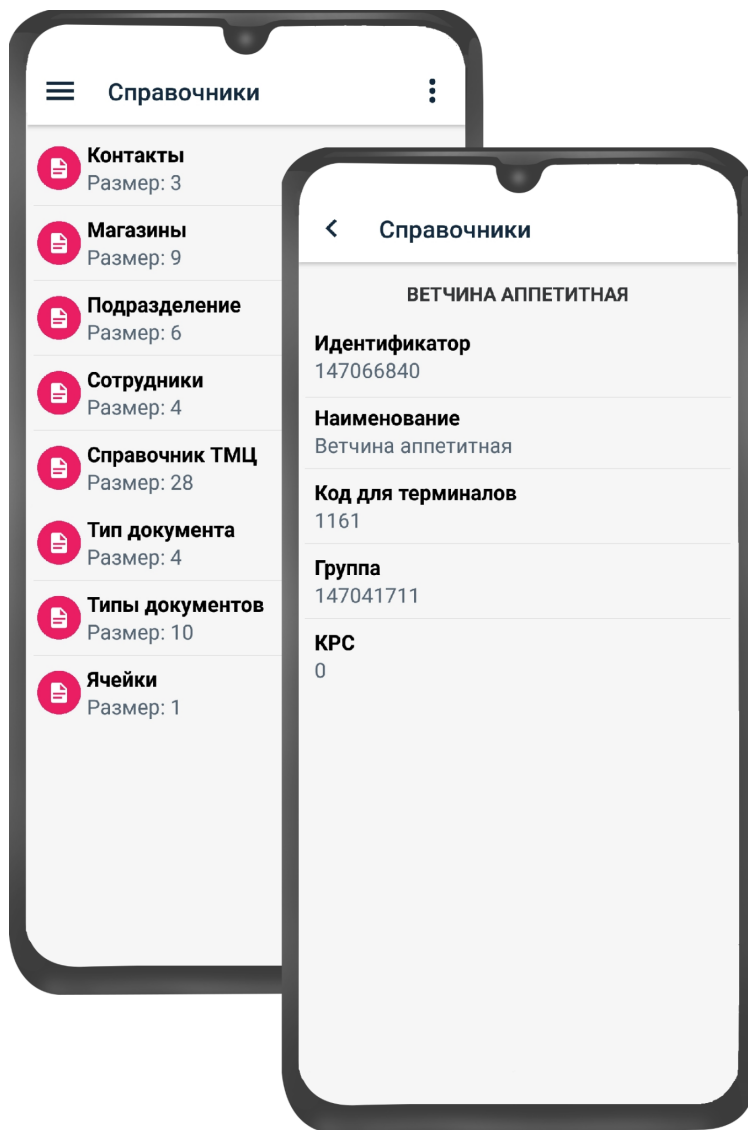 Справочники
Контакты
Размер: 3
Магазины
Размер: 9
Подразделение
Размер: 6
Сотрудники
Размер: 4
Справочник ТМЦ
Размер: 28
Тип документа
Размер: 4
Типы документов
Размер: 10
Ячейки
Размер: 1
Справочники
ВЕТЧИНА АППЕТИТНАЯ
Идентификатор
147066840
Наименование
Ветчина аппетитная
Код для терминалов
1161
Группа
147041711
КРС
0